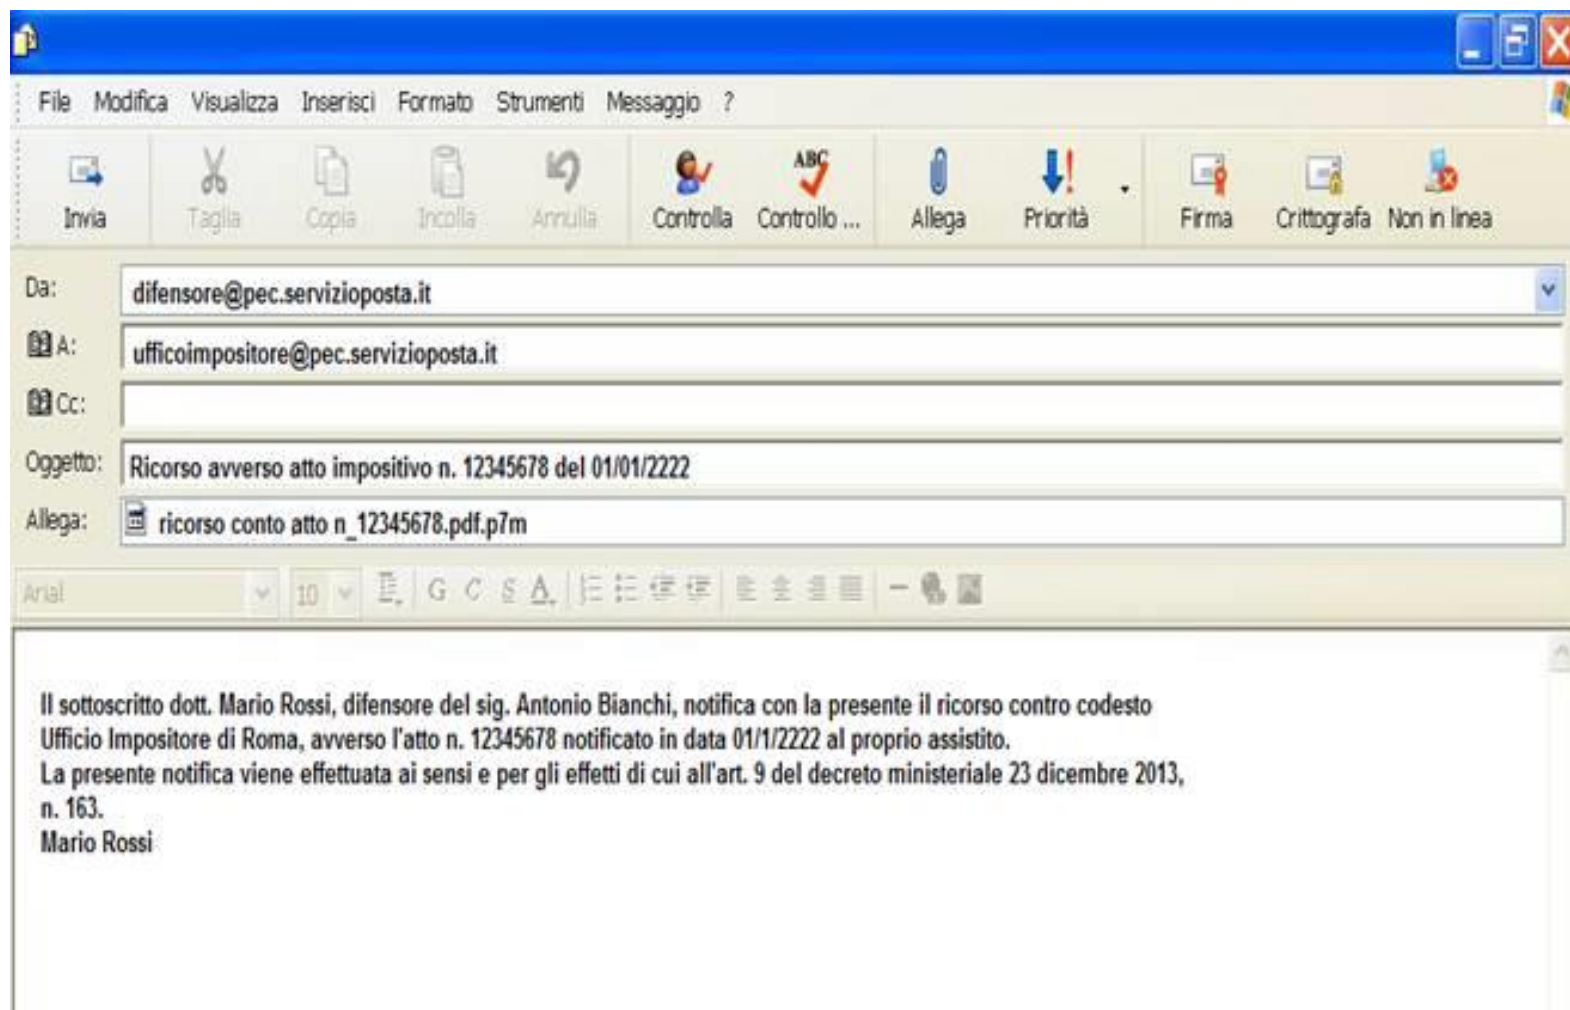 File Modifica Visualizza Inserisci Formato Strumenti Messaggio ?
Invia Taglia Copia Incolla Annulla Controlla ABC Controllo ... Allega Priorità Firma Crittografa Non in linea
Da: difensore@pec.servizioposta.it
A: ufficoimpositore@pec.servizioposta.it
Cc:
Oggetto: Ricorso avverso atto impositivo n. 12345678 del 01/01/2222
Allega: ricorso conto atto n_12345678.pdf.p7m
Arial 10 G C S A
Il sottoscritto dott. Mario Rossi, difensore del sig. Antonio Bianchi, notifica con la presente il ricorso contro codesto
Ufficio Impositore di Roma, avverso l'atto n. 12345678 notificato in data 01/1/2222 al proprio assistito.
La presente notifica viene effettuata ai sensi e per gli effetti di cui all'art. 9 del decreto ministeriale 23 dicembre 2013,
n. 163.
Mario Rossi